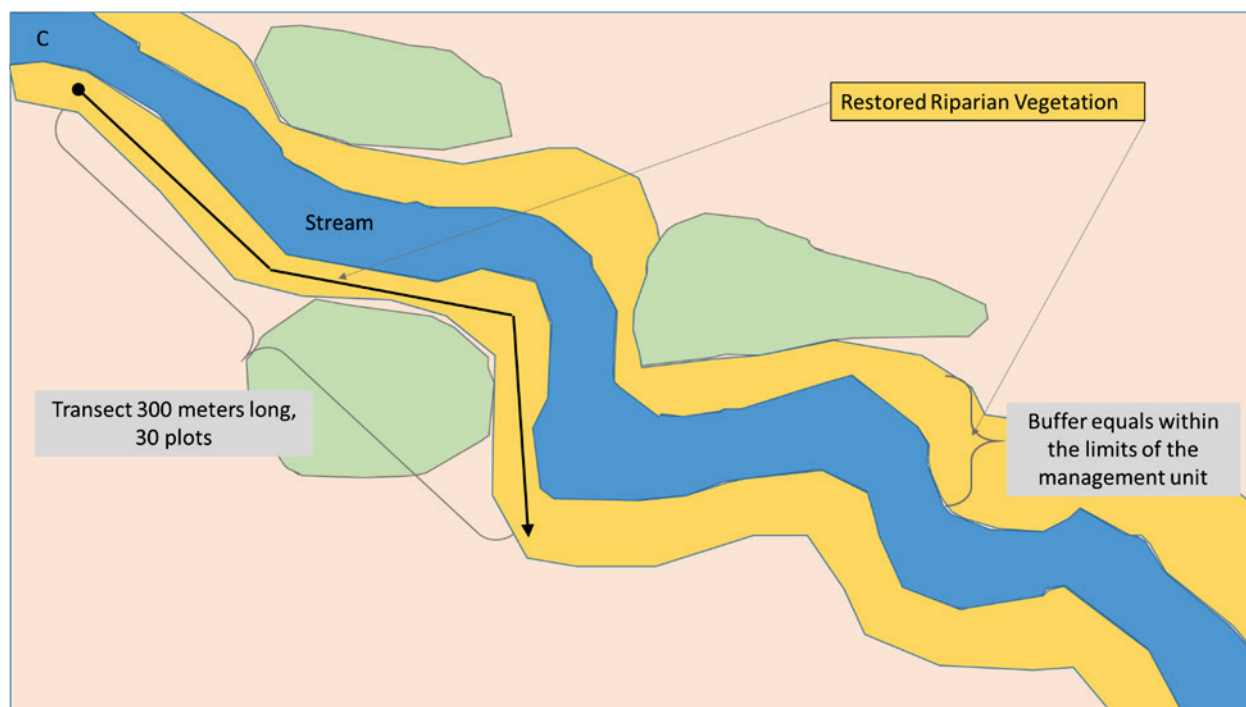 C
Restored Riparian Vegetation
Stream
Transect 300 meters long,
30 plots
Buffer equals within
the limits of the
management unit